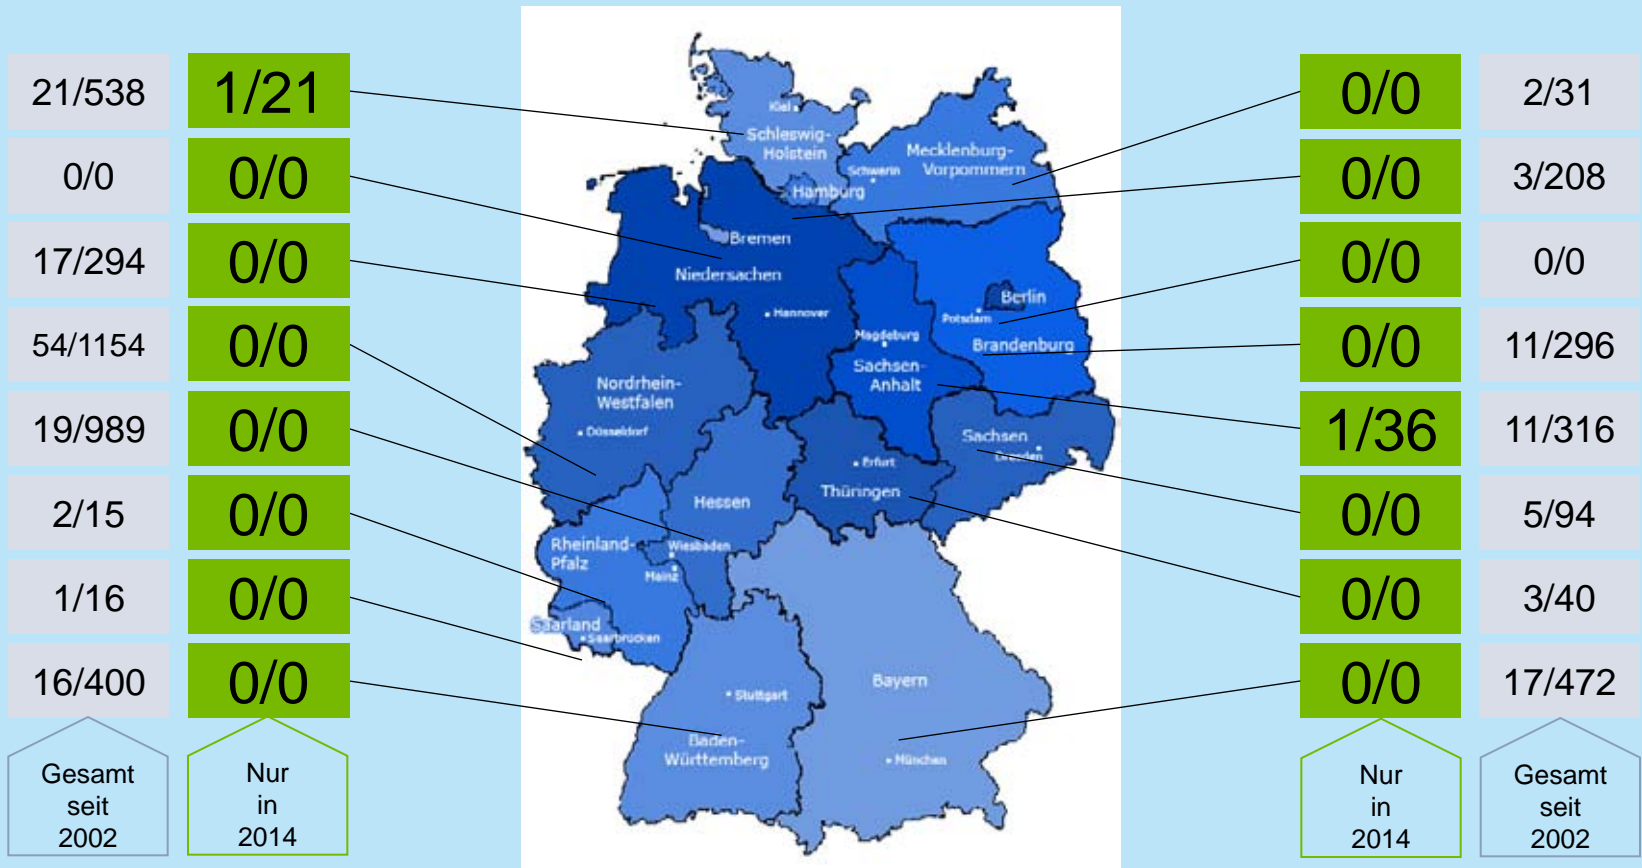 21/538
1/21
0/0
0/0
17/294
0/0
54/1154
0/0
19/989
0/0
2/15
0/0
1/16
0/0
16/400
0/0
Gesamt
seit
2002
Nur
in
2014
Kiel
Schleswig-
Holstein
Mecklenburg-
Vorpommern
Schwerin
Hamburg
Bremen
Niedersachen
Hannover
Berlin
Potsdam
Brandenburg
Magdeburg
Sachsen-
Anhalt
Nordrhein-
Westfalen
Düsseldorf
Sachsen
Dresden
Erfurt
Thüringen
Hessen
Rheinland-
Pfalz
Wiesbaden
Mainz
Saarland
Saarbrücken
Stuttgart
Bayern
Baden-
Württemberg
München
0/0
2/31
0/0
3/208
0/0
0/0
0/0
11/296
1/36
11/316
0/0
5/94
0/0
3/40
0/0
17/472
Nur
in
2014
Gesamt
seit
2002